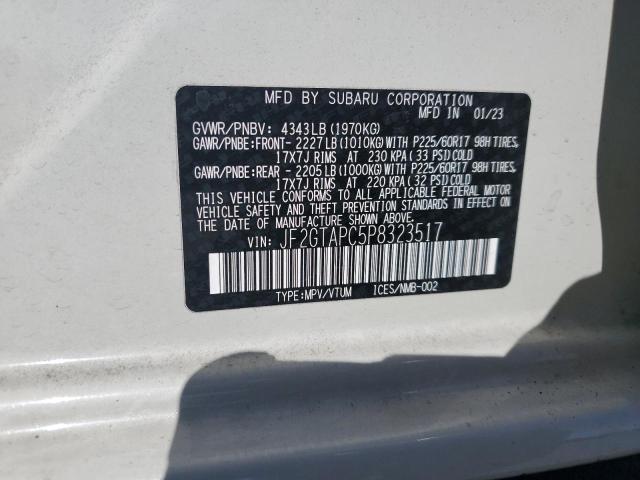 MFD BY SUBARU CORPORATION
MFD IN 01/23
GVWR/PNBV: 4343LB(1970KG)
GAWR/PNBE:FRONT- 2227LB(1010KG)WITH P225/60R17 98H TIRES,
17X7J RIMS AT 230 KPA(33 PSI)COLD
GAWR/PNBE:REAR - 2205LB(1000KG)WITH P225/60R17 98H TIRES,
17X7J RIMS AT 220 KPA(32 PSI)COLD
THIS VEHICLE CONFORMS TO ALL APPLICABLE FEDERAL MOTOR
VEHICLE SAFETY, BUMPER, AND THEFT PREVENTION STANDARDS IN EFFECT
ON THE DATE OF MANUFACTURE SHOWN ABOVE.
VIN: JF2GTAPC5P8323517
TYPE:MPV/VTUM ICES/NMB-002